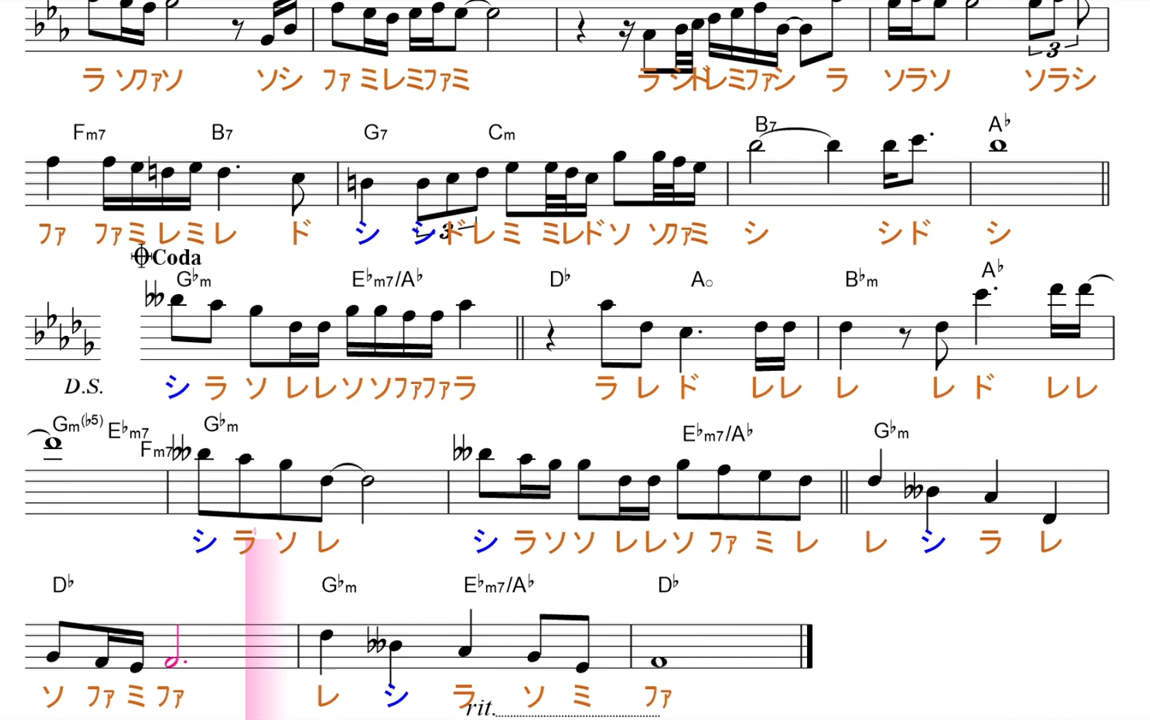 ラ ソファソ ソシ ファ ミレミファミ ラ シドレミファシ ラ ソラソ ソラシ
3
Fm7 B7 G7 Cm B7 A♭
3
ファ ファミレミレ ド シ シドレミ ミレドソ ソファミ シ シド シ
Coda
G♭m E♭m7/A♭ D♭ A○ B♭m A♭
D.S. シ ラ ソ レレソソファファラ ラ レ ド レレ レ レ ド レレ
Gm(♭5) E♭m7 Fm7 G♭m E♭m7/A♭ G♭m
シ ラ ソ レ シ ラソソ レレソ ファ ミ レ レ シ ラ レ
D♭ G♭m E♭m7/A♭ D♭
ソ ファミファ レ シ ラ ソ ミ ファ
rit.